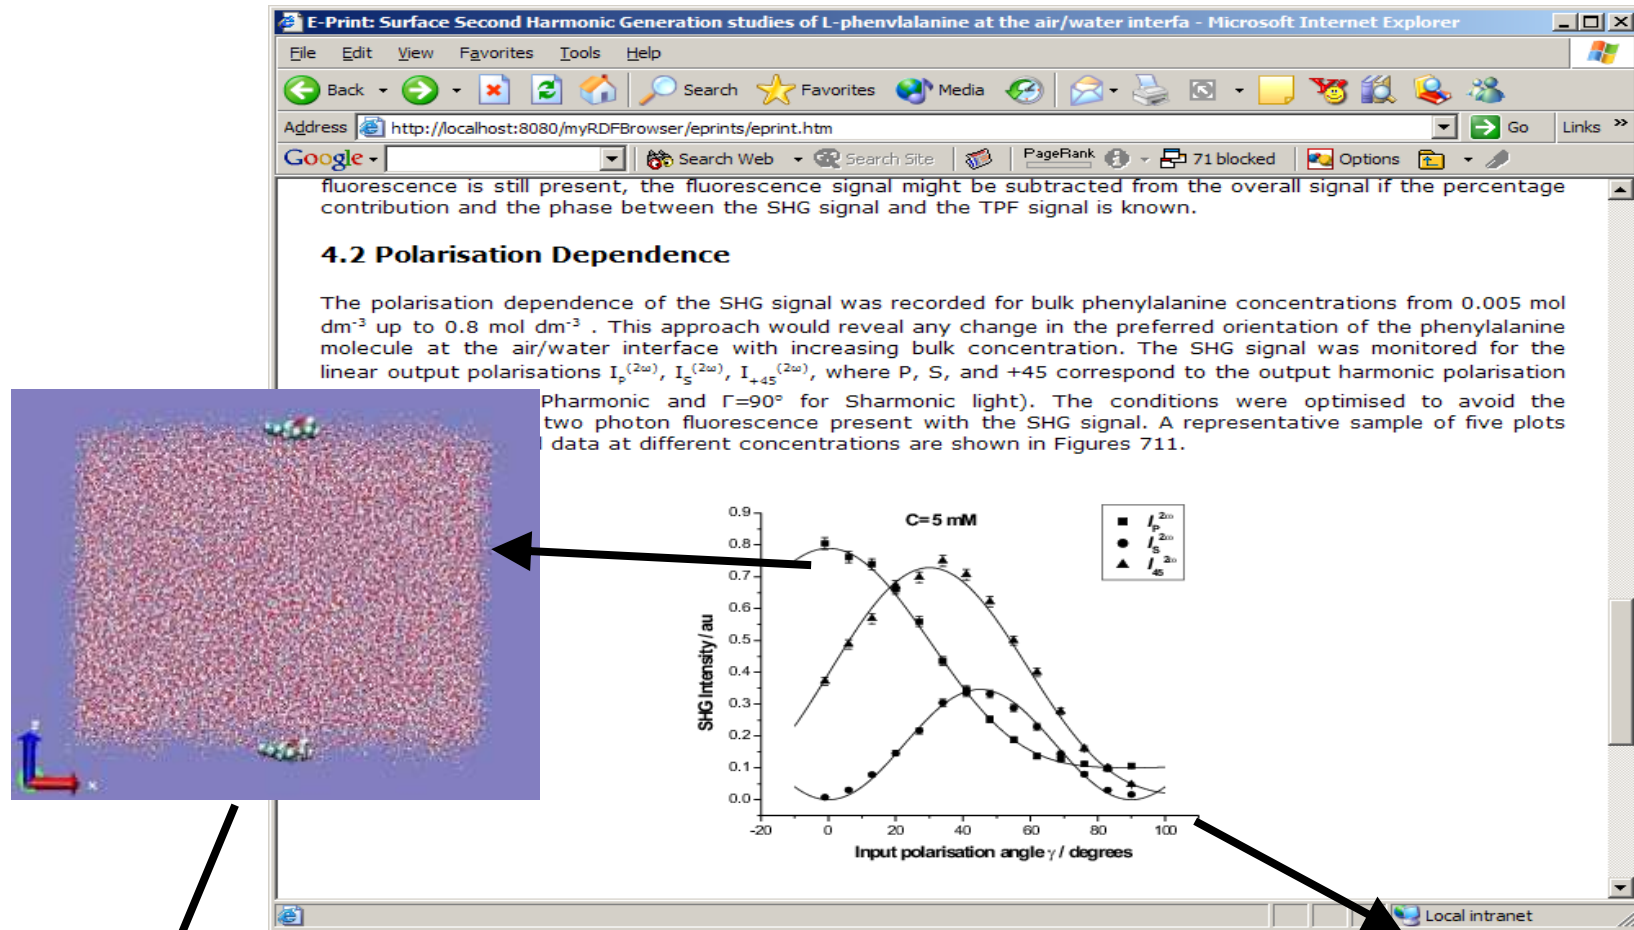 E-Print: Surface Second Harmonic Generation studies of L-phenvlalanine at the air/water interfa - Microsoft Internet Explorer
File Edit View Favorites Tools Help
Back Search Favorites Media
Address http://localhost:8080/myRDFBrowser/eprints/eprint.htm Go Links »
Google Search Web Search Site PageRank 71 blocked Options
fluorescence is still present, the fluorescence signal might be subtracted from the overall signal if the percentage
contribution and the phase between the SHG signal and the TPF signal is known.
4.2 Polarisation Dependence
The polarisation dependence of the SHG signal was recorded for bulk phenylalanine concentrations from 0.005 mol
dm⁻³ up to 0.8 mol dm⁻³ . This approach would reveal any change in the preferred orientation of the phenylalanine
molecule at the air/water interface with increasing bulk concentration. The SHG signal was monitored for the
linear output polarisations I_P^(2ω), I_S^(2ω), I_+45^(2ω), where P, S, and +45 correspond to the output harmonic polarisation
Pharmonic and Γ=90° for Sharmonic light). The conditions were optimised to avoid the
two photon fluorescence present with the SHG signal. A representative sample of five plots
data at different concentrations are shown in Figures 711.
C=5 mM
I_P^2ω
I_S^2ω
I_45^2ω
SHG Intensity / au
0.9
0.8
0.7
0.6
0.5
0.4
0.3
0.2
0.1
0.0
-20 0 20 40 60 80 100
Input polarisation angle γ / degrees
z
x
Local intranet